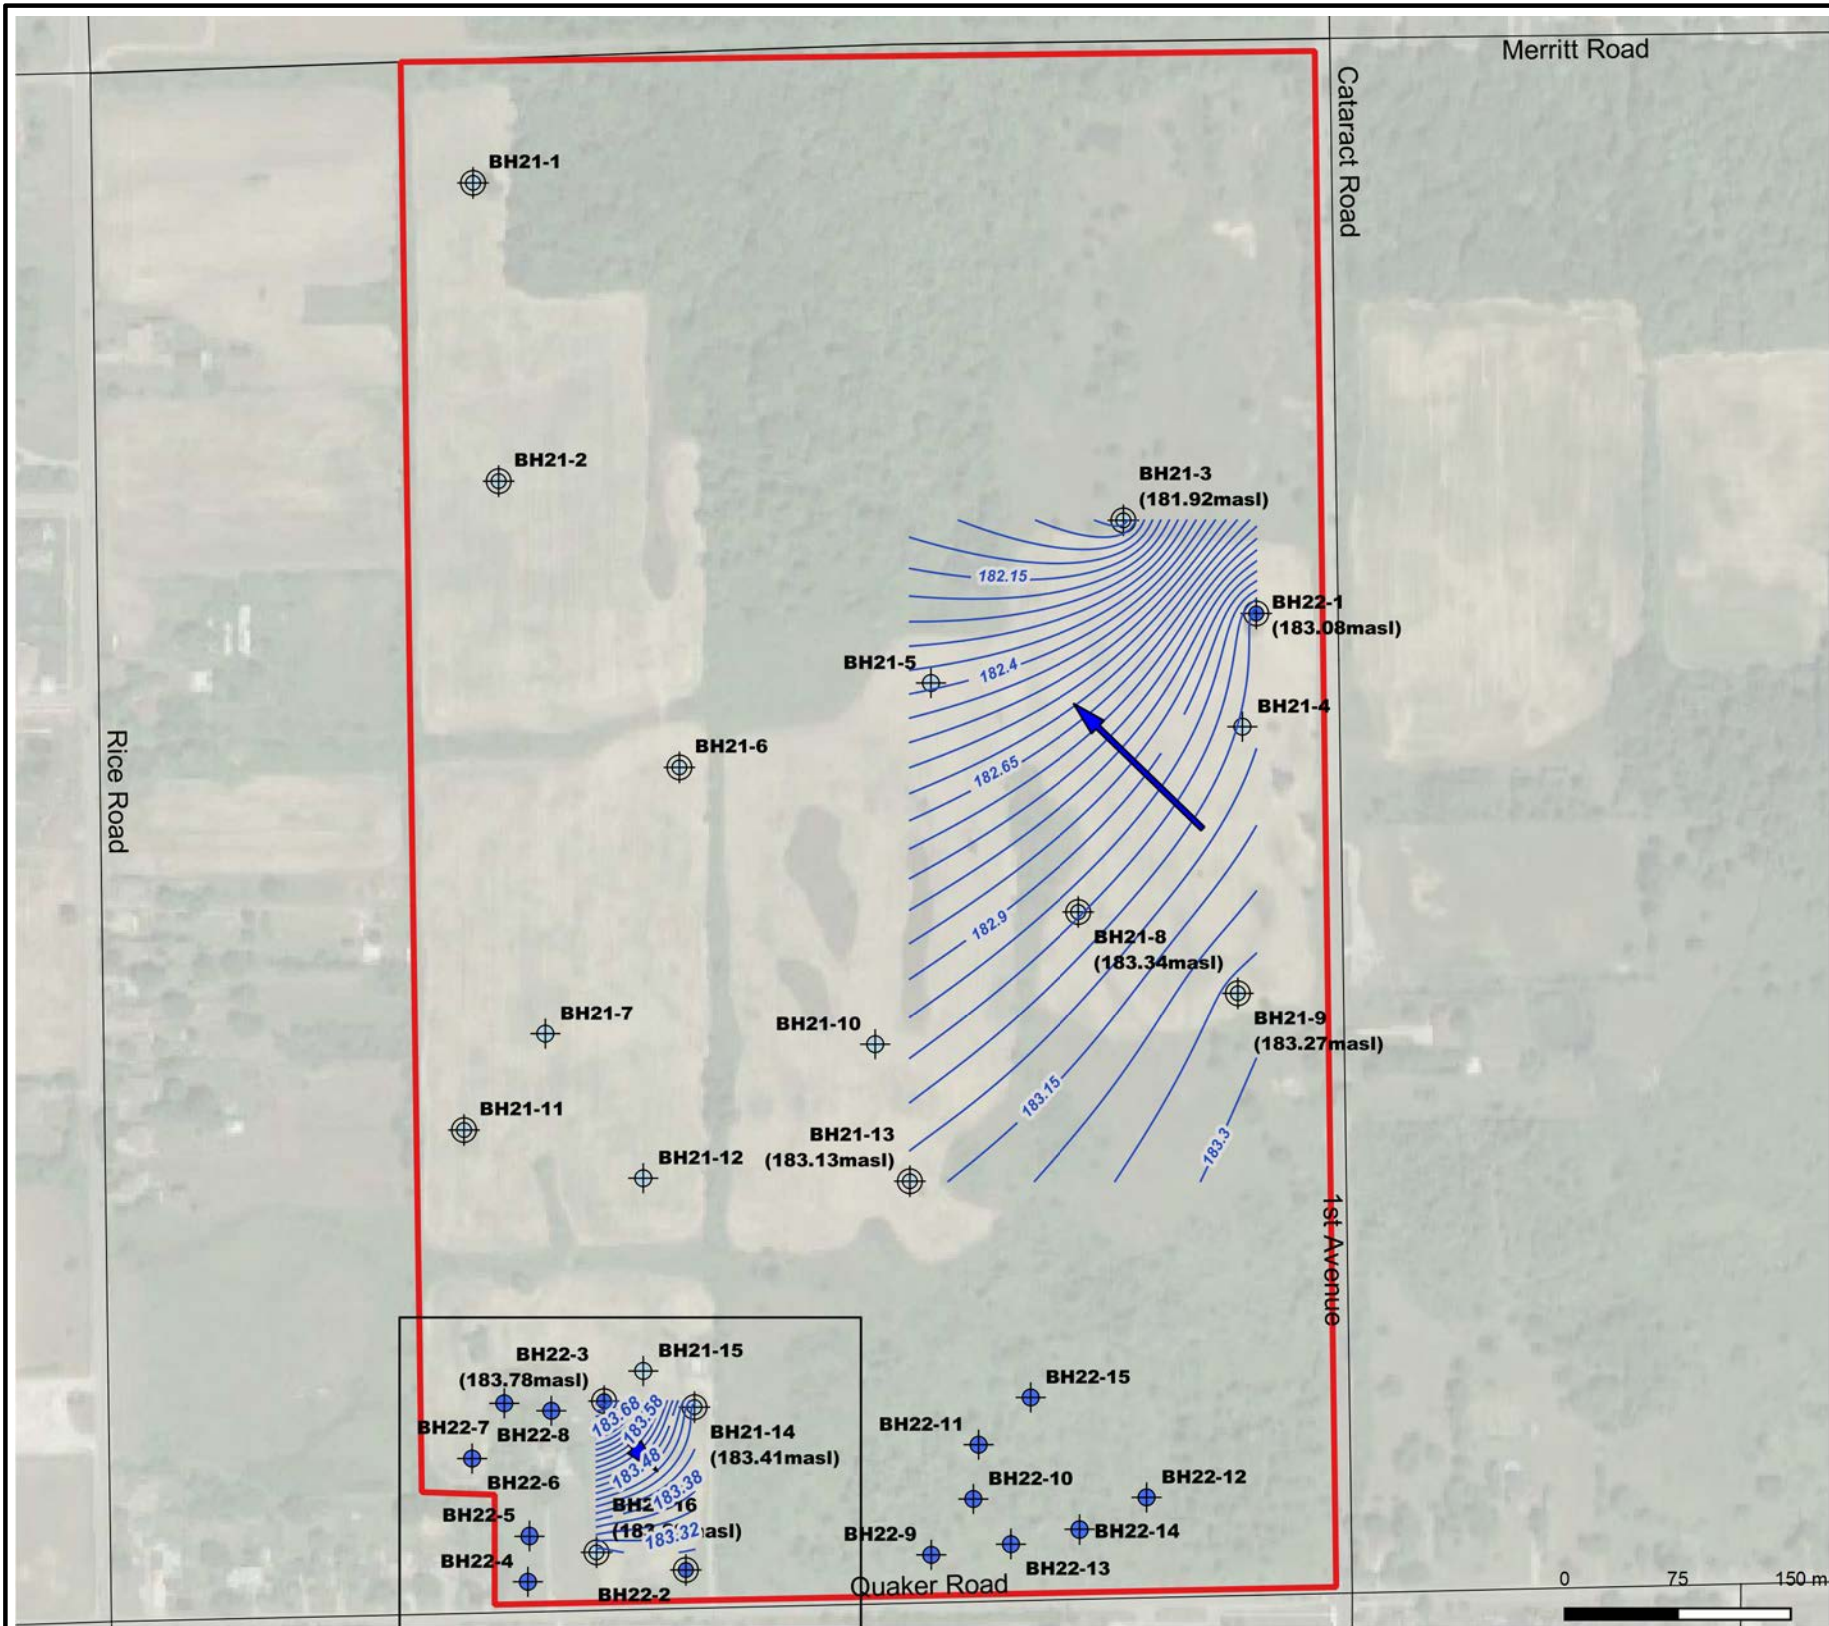 Merritt Road
Cataract Road
BH21-1
BH21-2
BH21-3
(181.92masl)
182.15
BH22-1
(183.08masl)
BH21-5
182.4
BH21-4
Rice Road
BH21-6
182.65
182.9
BH21-8
(183.34masl)
BH21-9
(183.27masl)
BH21-7
BH21-10
183.15
BH21-11
BH21-13
(183.13masl)
183.3
BH21-12
1st Avenue
BH22-3
(183.78masl)
BH21-15
183.68
183.58
BH22-15
BH22-7
BH22-8
BH21-14
(183.41masl)
BH22-11
183.48
BH22-6
183.38
BH22-10
BH22-12
BH22-5
183.32
BH22-9
BH22-14
BH22-4
BH22-13
BH22-2
Quaker Road
0 75 150 m